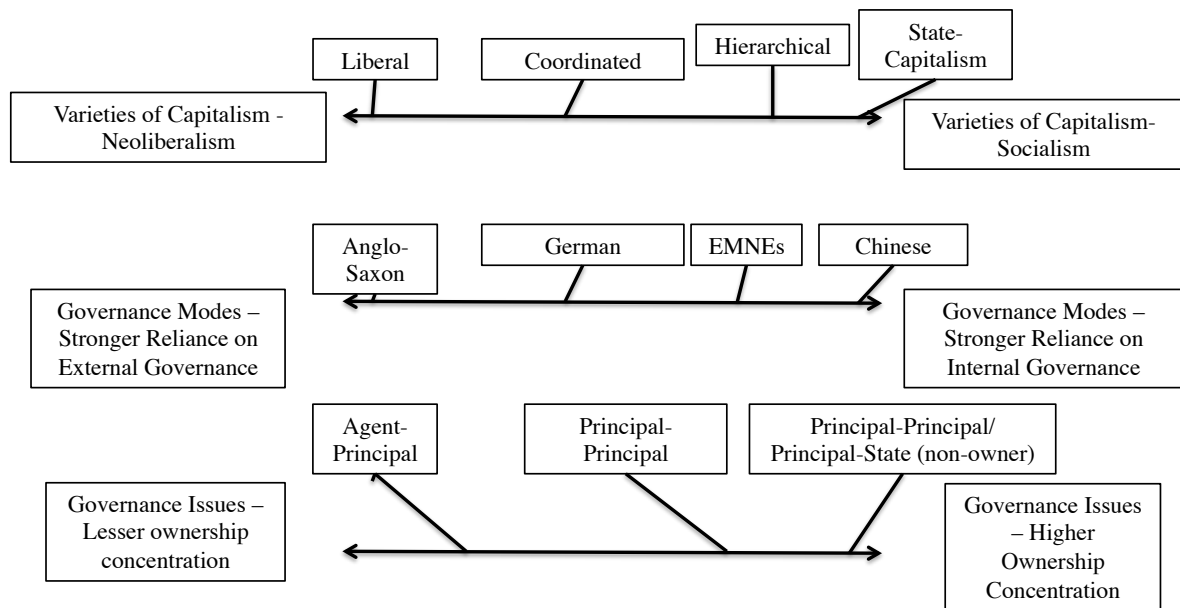 State-
Capitalism
Hierarchical
Liberal
Coordinated
Varieties of Capitalism -
Neoliberalism
Varieties of Capitalism-
Socialism
Anglo-
Saxon
German
EMNEs
Chinese
Governance Modes –
Stronger Reliance on
External Governance
Governance Modes –
Stronger Reliance on
Internal Governance
Agent-
Principal
Principal-
Principal
Principal-Principal/
Principal-State (non-owner)
Governance Issues –
Lesser ownership
concentration
Governance Issues
– Higher
Ownership
Concentration